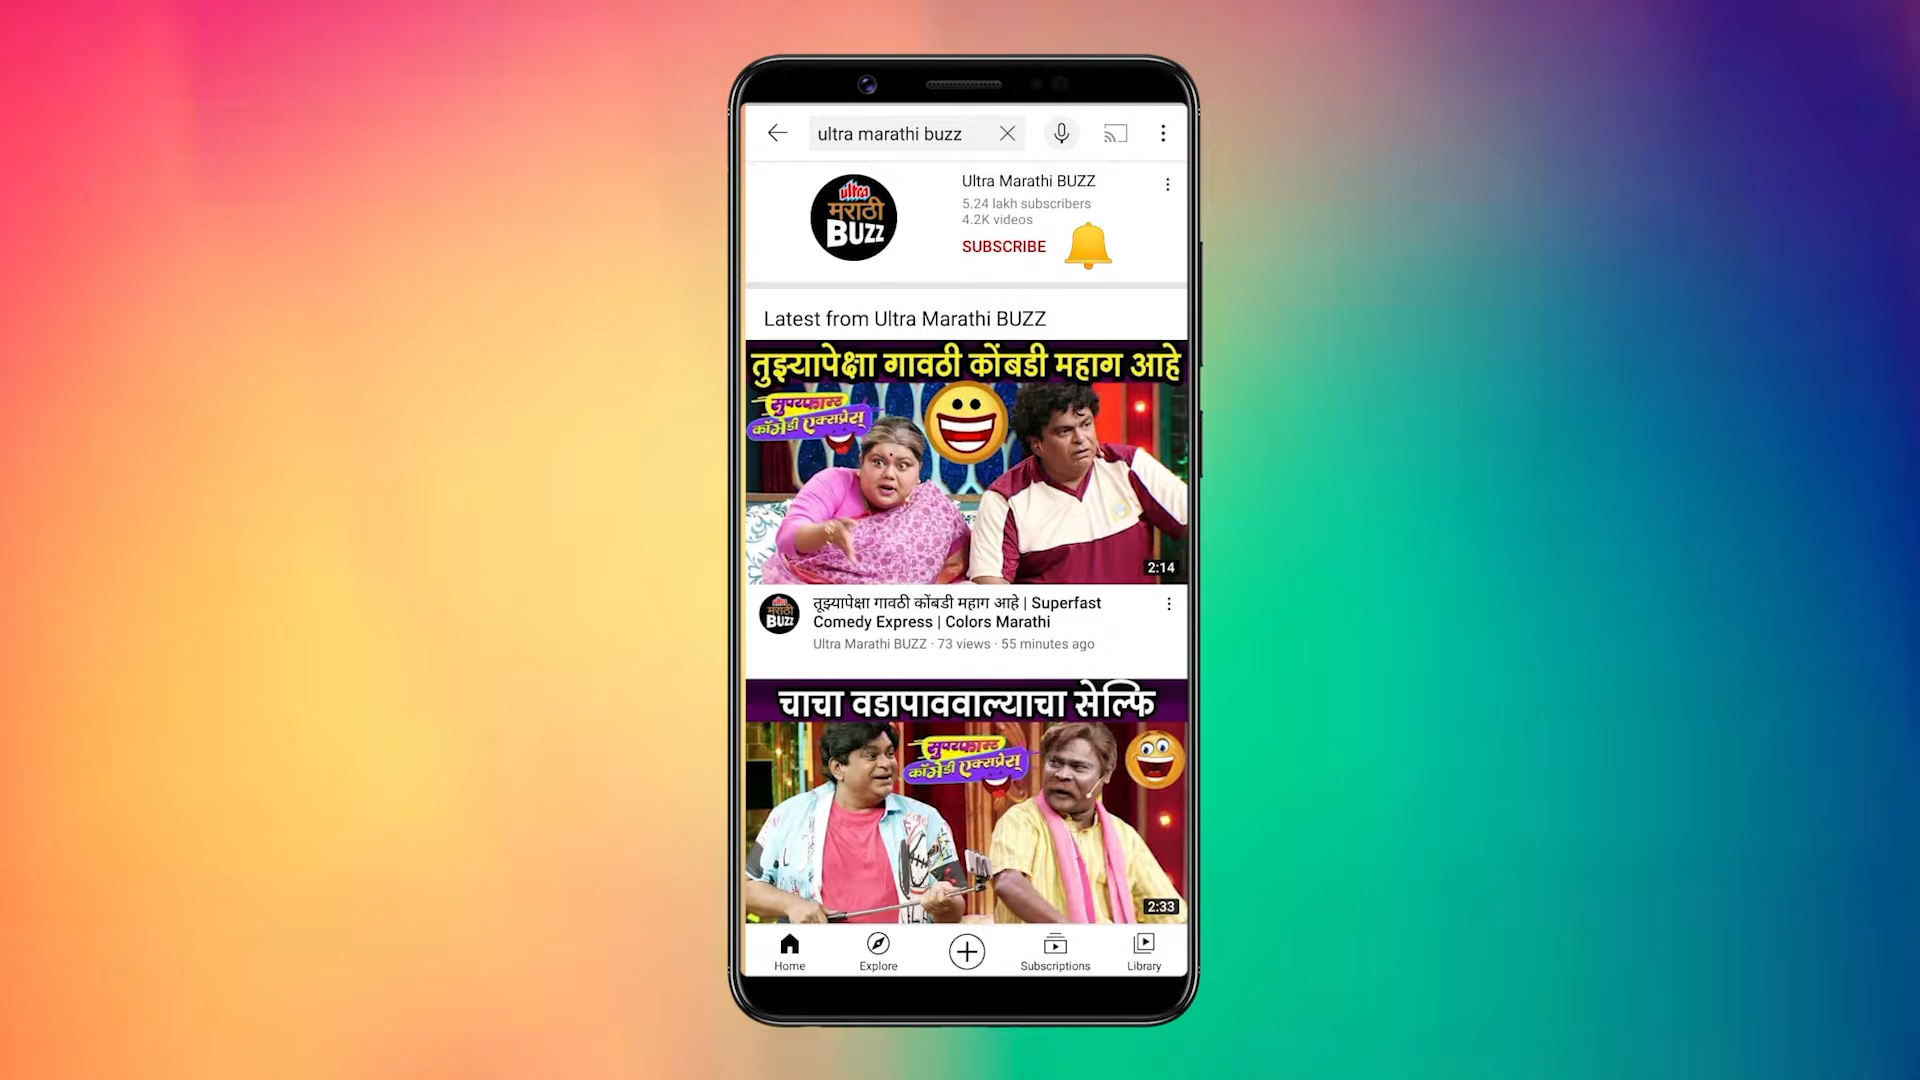 ultra marathi buzz
ultra
मराठी
BUZZ
Ultra Marathi BUZZ
5.24 lakh subscribers
4.2K videos
SUBSCRIBE
Latest from Ultra Marathi BUZZ
तुझ्यापेक्षा गावठी कोंबडी महाग आहे
सुपरफास्ट
कॉमेडी एक्सप्रेस्
2:14
ultra
मराठी
BUZZ
तूझ्यापेक्षा गावठी कोंबडी महाग आहे | Superfast
Comedy Express | Colors Marathi
Ultra Marathi BUZZ · 73 views · 55 minutes ago
चाचा वडापाववाल्याचा सेल्फि
सुपरफास्ट
कॉमेडी एक्सप्रेस्
2:33
Home
Explore
Subscriptions
Library